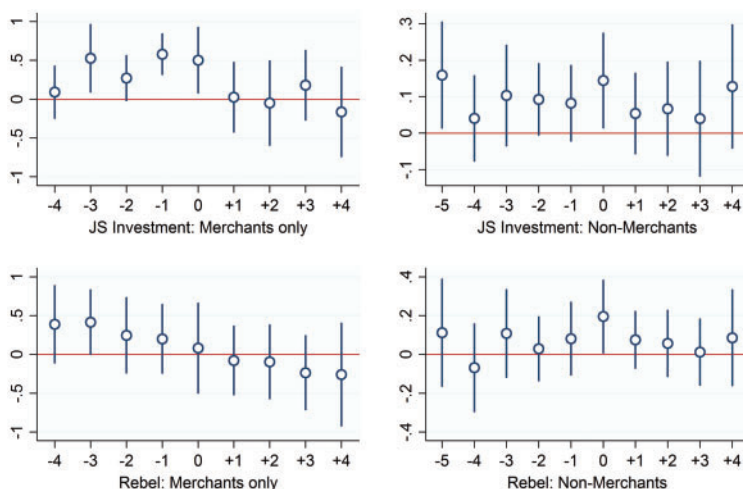 1
.5
0
-.5
-1
-4 -3 -2 -1 0 +1 +2 +3 +4
JS Investment: Merchants only
.3
.2
.1
0
-.1
-5 -4 -3 -2 -1 0 +1 +2 +3 +4
JS Investment: Non-Merchants
1
.5
0
-.5
-1
-4 -3 -2 -1 0 +1 +2 +3 +4
Rebel: Merchants only
.4
.2
0
-.2
-.4
-5 -4 -3 -2 -1 0 +1 +2 +3 +4
Rebel: Non-Merchants